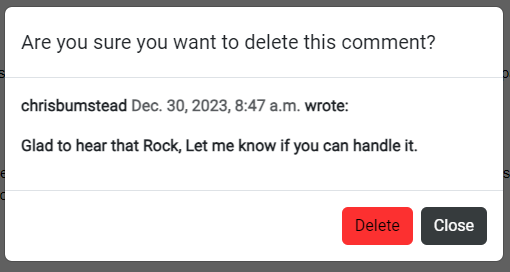 Are you sure you want to delete this comment?
chrisbumstead Dec. 30, 2023, 8:47 a.m. wrote:
Glad to hear that Rock, Let me know if you can handle it.
Delete Close